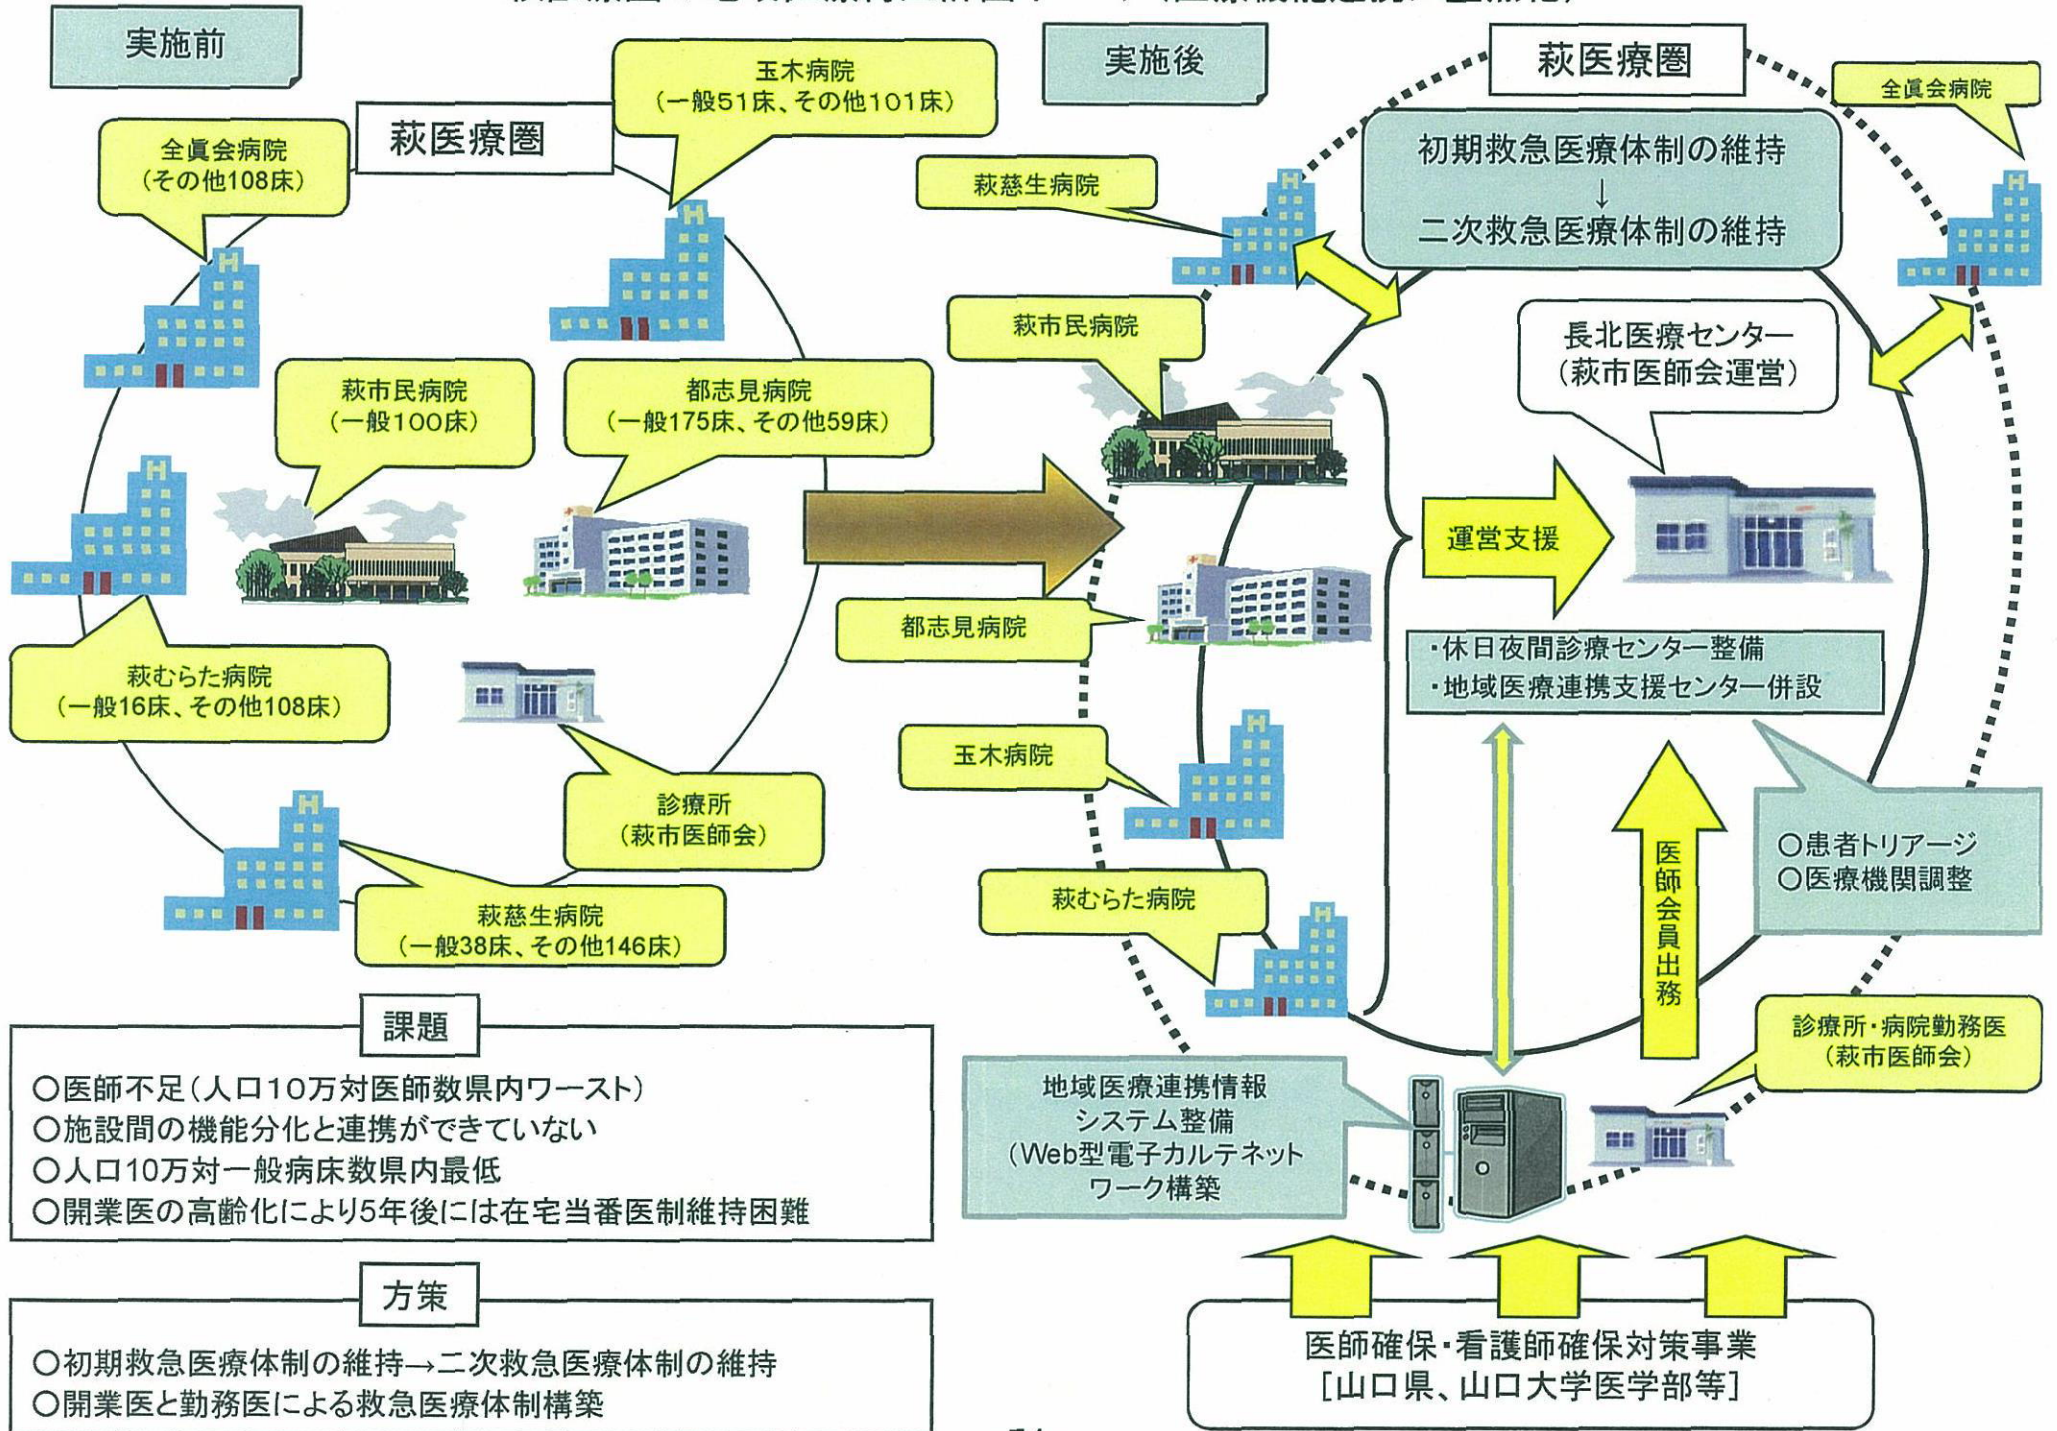 実施前
萩医療圏
玉木病院
(一般51床、その他101床)
全眞会病院
(その他108床)
萩市民病院
(一般100床)
都志見病院
(一般175床、その他59床)
萩むらた病院
(一般16床、その他108床)
診療所
(萩市医師会)
萩慈生病院
(一般38床、その他146床)
課題
○医師不足(人口10万対医師数県内ワースト)
○施設間の機能分化と連携ができていない
○人口10万対一般病床数県内最低
○開業医の高齢化により5年後には在宅当番医制維持困難
方策
○初期救急医療体制の維持→二次救急医療体制の維持
○開業医と勤務医による救急医療体制構築
実施後
萩医療圏
全眞会病院
初期救急医療体制の維持
↓
二次救急医療体制の維持
萩慈生病院
萩市民病院
長北医療センター
(萩市医師会運営)
運営支援
都志見病院
・休日夜間診療センター整備
・地域医療連携支援センター併設
玉木病院
○患者トリアージ
○医療機関調整
医師会員出務
萩むらた病院
診療所・病院勤務医
(萩市医師会)
地域医療連携情報
システム整備
(Web型電子カルテネット
ワーク構築
医師確保・看護師確保対策事業
[山口県、山口大学医学部等]
H
H
H
H
H
H
H
H